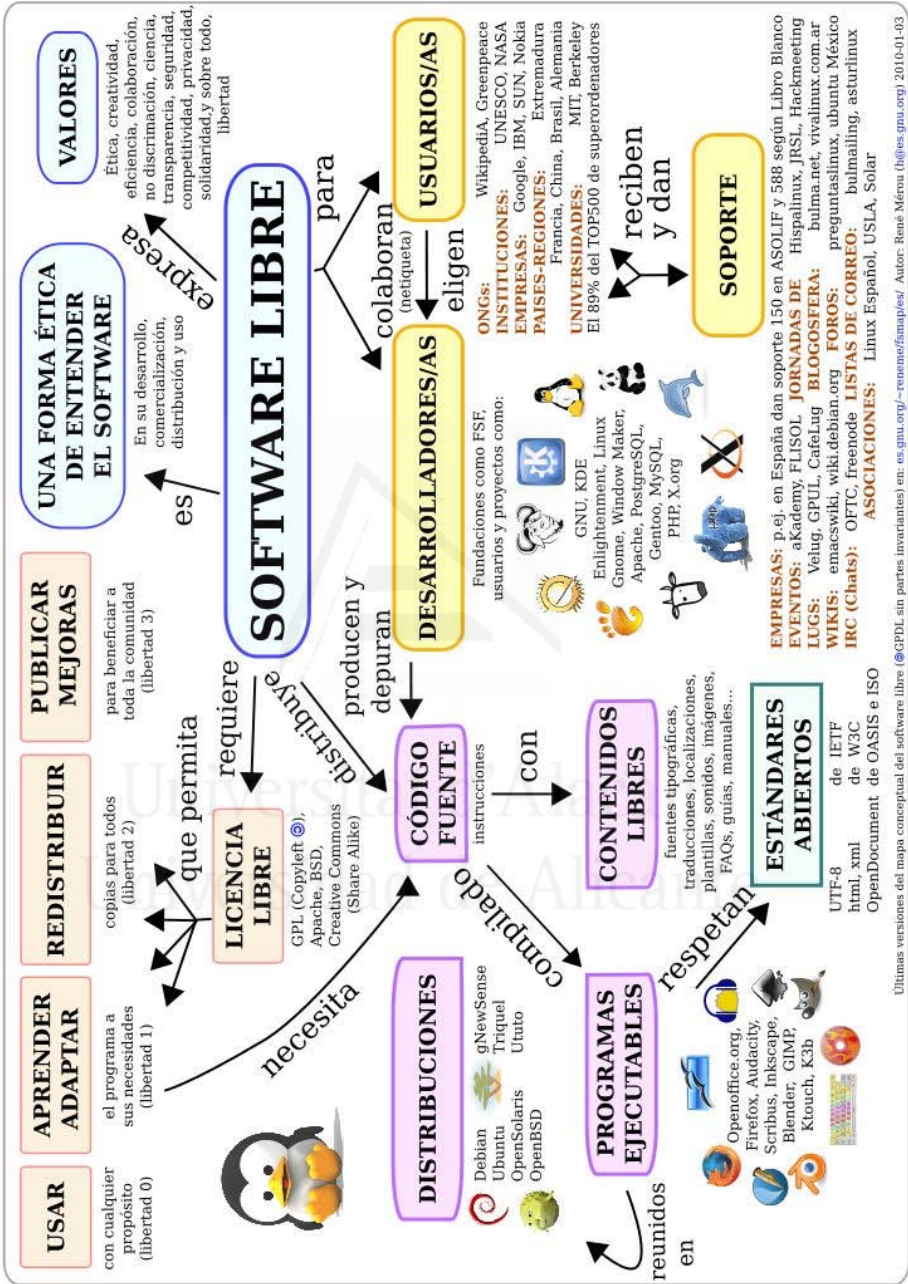 USAR
con cualquier
propósito
(libertad 0)
APRENDER
ADAPTAR
el programa a
sus necesidades
(libertad 1)
REDISTRIBUIR
copias para todos
(libertad 2)
PUBLICAR
MEJORAS
para beneficiar a
toda la comunidad
(libertad 3)
UNA FORMA ÉTICA
DE ENTENDER
EL SOFTWARE
En su desarrollo,
comercialización,
distribución y uso
VALORES
Ética, creatividad,
eficiencia, colaboración,
no discrimación, ciencia,
transparencia, seguridad,
competitividad, privacidad,
solidaridad,y sobre todo,
libertad
que permita
es
expresa
LICENCIA
LIBRE
GPL (Copyleft),
Apache, BSD,
Creative Commons
(Share Alike)
requiere
SOFTWARE LIBRE
necesita
distribuye
para
DISTRIBUCIONES
Debian
Ubuntu
OpenSolaris
OpenBSD
gNewSense
Triquel
Ututo
CÓDIGO
FUENTE
instrucciones
producen y
depuran
DESARROLLADORES/AS
Fundaciones como FSF,
usuarios y proyectos como:
GNU, KDE
Enlightenment, Linux
Gnome, Window Maker,
Apache, PostgreSQL,
Gentoo, MySQL,
PHP, X.org
php
colaboran
(netiqueta)
eligen
USUARIOS/AS
ONGs: Wikipedia, Greenpeace
INSTITUCIONES: UNESCO, NASA
EMPRESAS: Google, IBM, SUN, Nokia
PAISES-REGIONES: Extremadura
Francia, China, Brasil, Alemania
UNIVERSIDADES: MIT, Berkeley
El 89% del TOP500 de superordenadores
compilado
con
reciben
y dan
PROGRAMAS
EJECUTABLES
Openoffice.org,
Firefox, Audacity,
Scribus, Inkscape,
Blender, GIMP,
Ktouch, K3b
reunidos
en
respetan
CONTENIDOS
LIBRES
fuentes tipográficas,
traducciones, localizaciones,
plantillas, sonidos, imágenes,
FAQs, guias, manuales...
ESTÁNDARES
ABIERTOS
UTF-8 de IETF
html, xml de W3C
OpenDocument de OASIS e ISO
SOPORTE
EMPRESAS: p.ej. en España dan soporte 150 en ASOLIF y 588 según Libro Blanco
EVENTOS: aKademy, FLISOL JORNADAS DE Hispalinux, JRSL, Hackmeeting
LUGS: Velug, GPUL, CafeLug BLOGOSFERA: bulma.net, vivalinux.com.ar
WIKIS: emacswiki, wiki.debian.org FOROS: preguntaslinux, ubuntu México
IRC (Chats): OFTC, freenode LISTAS DE CORREO: bulmailing, asturlinux
ASOCIACIONES: Linux Español, USLA, Solar
Ultimas versiones del mapa conceptual del software libre (GPDL sin partes invariantes) en: es.gnu.org/~reneme/fsmap/es/ Autor: René Mérou (h@es.gnu.org) 2010-01-03
Universitat d'Alacant
Universidad de Alicante